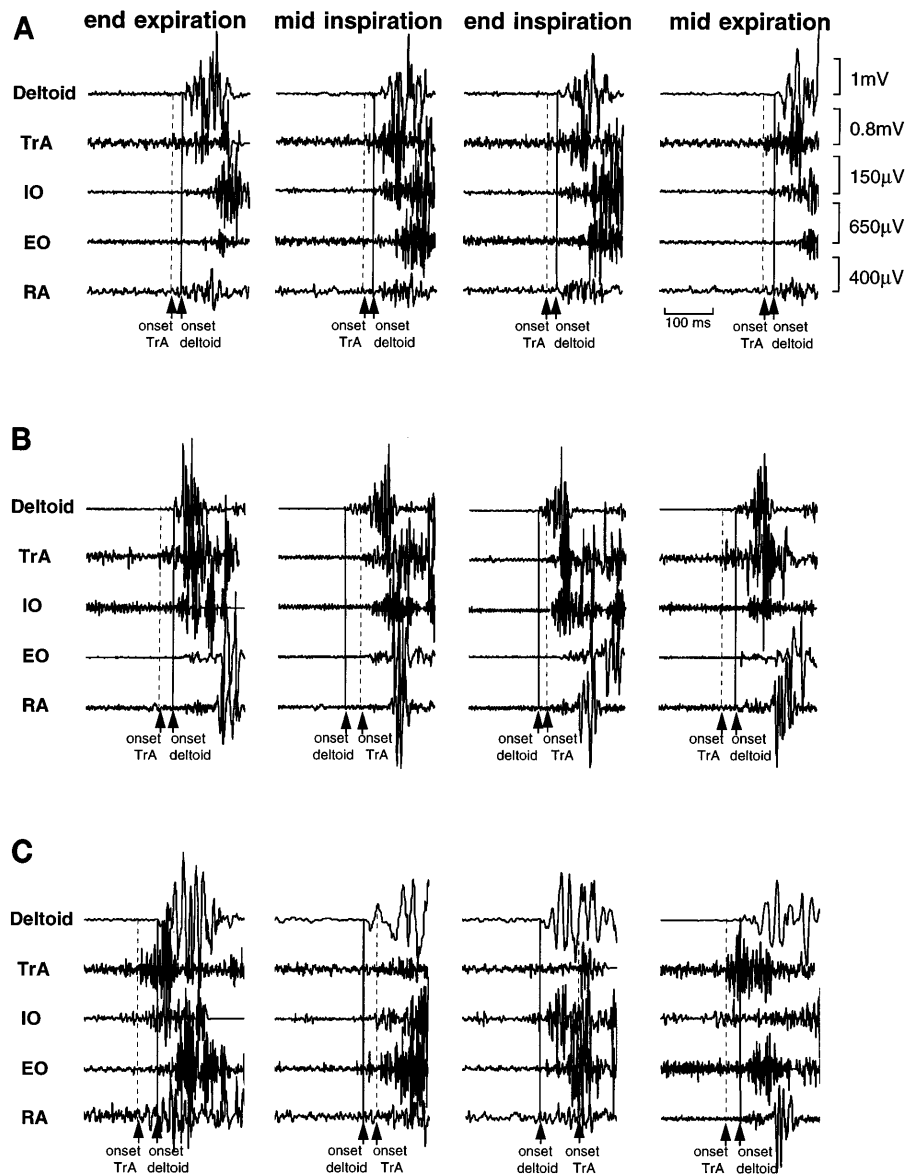 A
end expiration mid inspiration end inspiration mid expiration
Deltoid
1mV
TrA
0.8mV
IO
150μV
EO
650μV
RA
400μV
100 ms
onset onset onset onset onset onset onset onset
TrA deltoid TrA deltoid TrA deltoid TrA deltoid
B
Deltoid
TrA
IO
EO
RA
onset onset onset onset onset onset onset onset
TrA deltoid deltoid TrA deltoid TrA TrA deltoid
C
Deltoid
TrA
IO
EO
RA
onset onset onset onset onset onset onset onset
TrA deltoid deltoid TrA deltoid TrA TrA deltoid